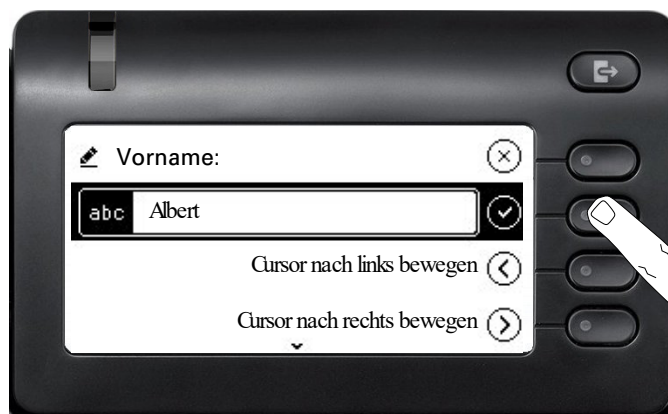 Vorname:
abc Albert
Cursor nach links bewegen
Cursor nach rechts bewegen